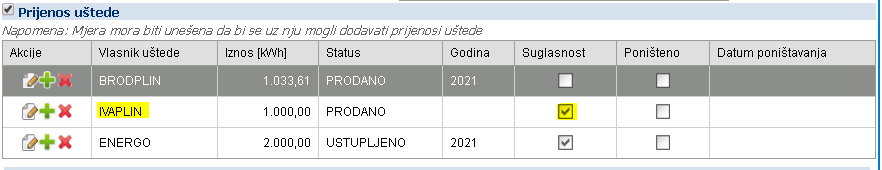 Prijenos uštede
Napomena: Mjera mora biti unešena da bi se uz nju mogli dodavati prijenosi uštede
Akcije Vlasnik uštede Iznos [kWh] Status Godina Suglasnost Poništeno Datum poništavanja
BRODPLIN 1.033,61 PRODANO 2021
IVAPLIN 1.000,00 PRODANO
ENERGO 2.000,00 USTUPLJENO 2021